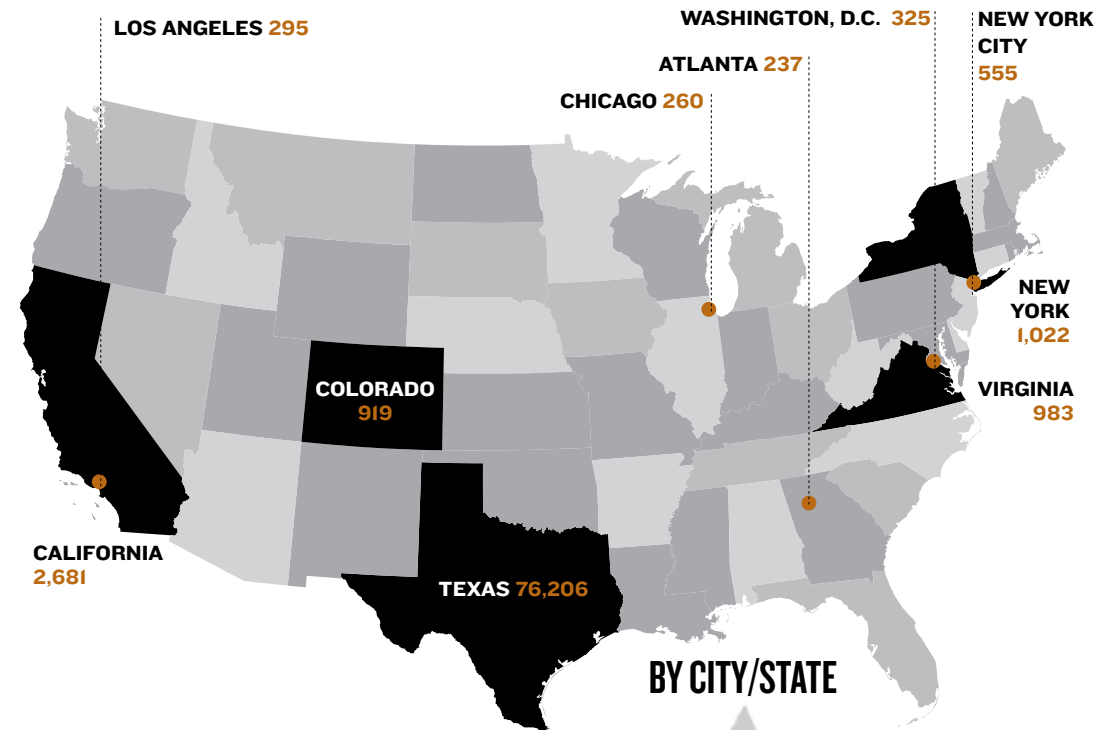 LOS ANGELES 295
WASHINGTON, D.C. 325
NEW YORK
CITY
555
ATLANTA 237
CHICAGO 260
NEW
YORK
1,022
COLORADO
919
VIRGINIA
983
CALIFORNIA
2,681
TEXAS 76,206
BY CITY/STATE